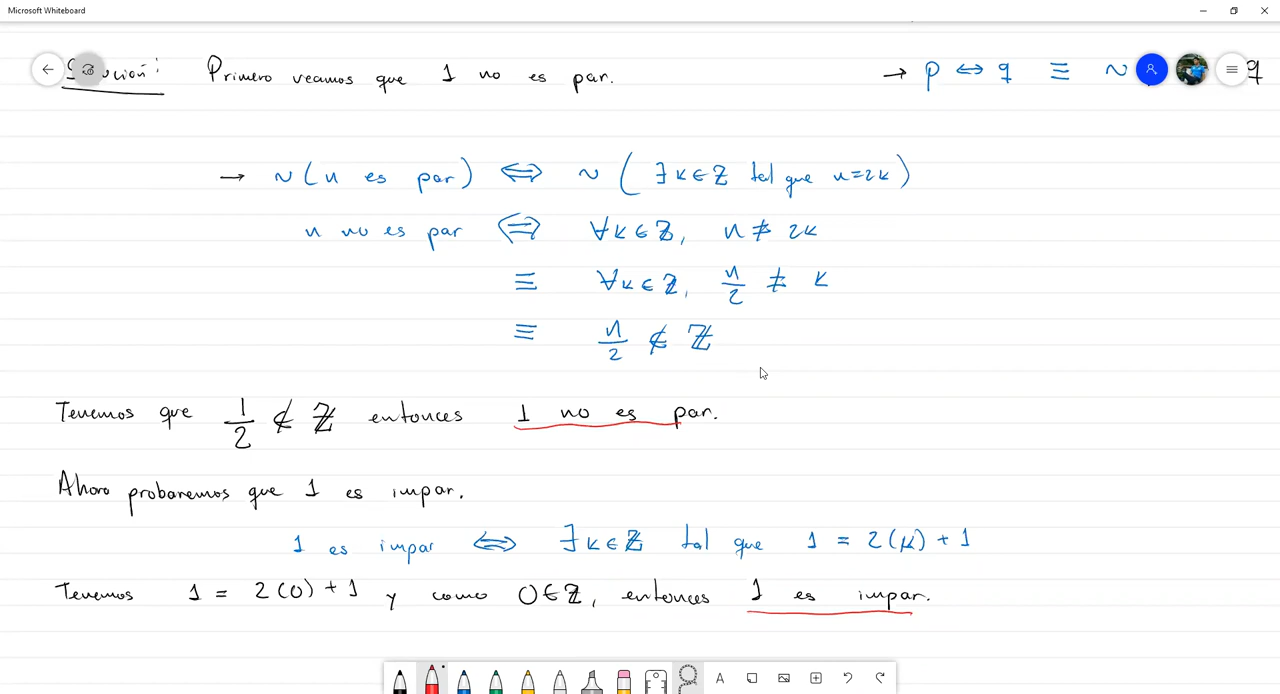 Microsoft Whiteboard
ución: Primero veamos que 1 no es par. → p ↔ q ≡ ~ q
→ ~ (n es par) ⟺ ~ (∃ k ∈ ℤ tal que n = 2k)
n no es par ⟺ ∀ k ∈ ℤ, n ≠ 2k
≡ ∀ k ∈ ℤ, n/2 ≠ k
≡ n/2 ∉ ℤ
Tenemos que 1/2 ∉ ℤ entonces 1 no es par.
Ahora probaremos que 1 es impar.
1 es impar ⟺ ∃ k ∈ ℤ tal que 1 = 2(k) + 1
Tenemos 1 = 2(0) + 1 y como 0 ∈ ℤ, entonces 1 es impar.
A